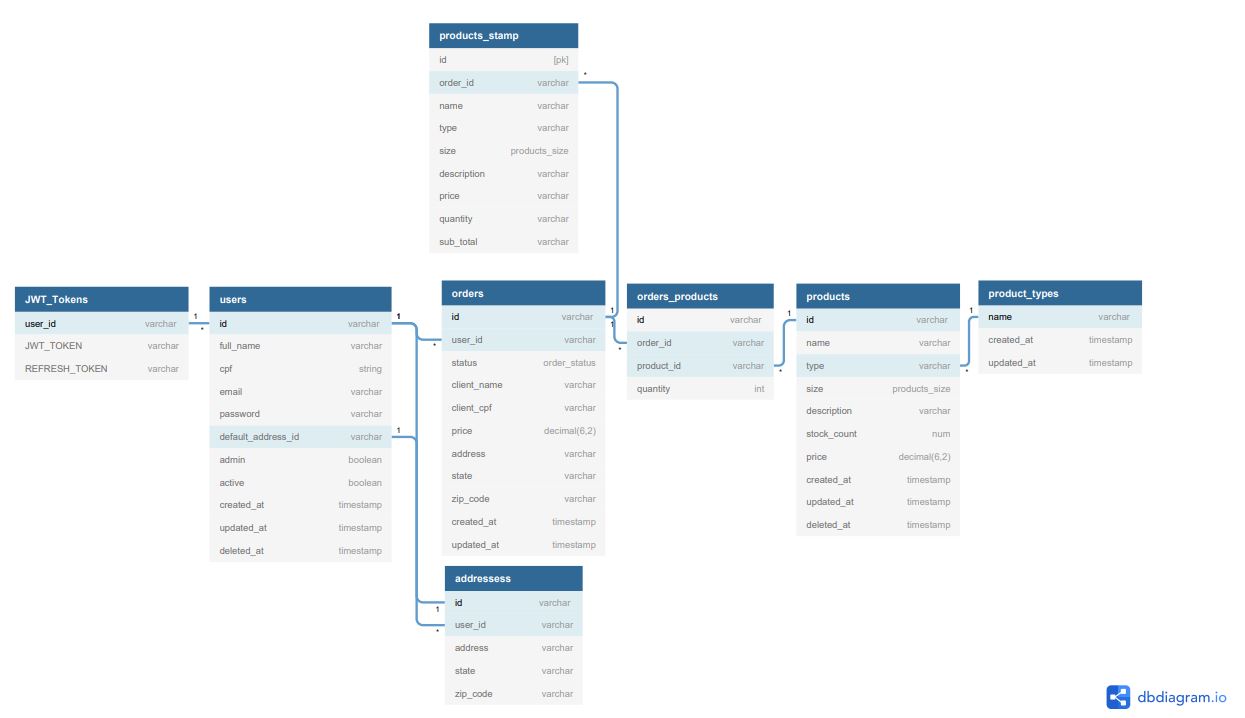 products_stamp
id [pk]
order_id varchar
name varchar
type varchar
size products_size
description varchar
price varchar
quantity varchar
sub_total varchar
*
JWT_Tokens
user_id varchar
JWT_TOKEN varchar
REFRESH_TOKEN varchar
1
*
users
id varchar
full_name varchar
cpf string
email varchar
password varchar
default_address_id varchar
admin boolean
active boolean
created_at timestamp
updated_at timestamp
deleted_at timestamp
1
*
1
orders
id varchar
user_id varchar
status order_status
client_name varchar
client_cpf varchar
price decimal(6,2)
address varchar
state varchar
zip_code varchar
created_at timestamp
updated_at timestamp
1
1
*
orders_products
id varchar
order_id varchar
product_id varchar
quantity int
1
*
products
id varchar
name varchar
type varchar
size products_size
description varchar
stock_count num
price decimal(6,2)
created_at timestamp
updated_at timestamp
deleted_at timestamp
1
*
product_types
name varchar
created_at timestamp
updated_at timestamp
addressess
id varchar
user_id varchar
address varchar
state varchar
zip_code varchar
1
*
dbdiagram.io